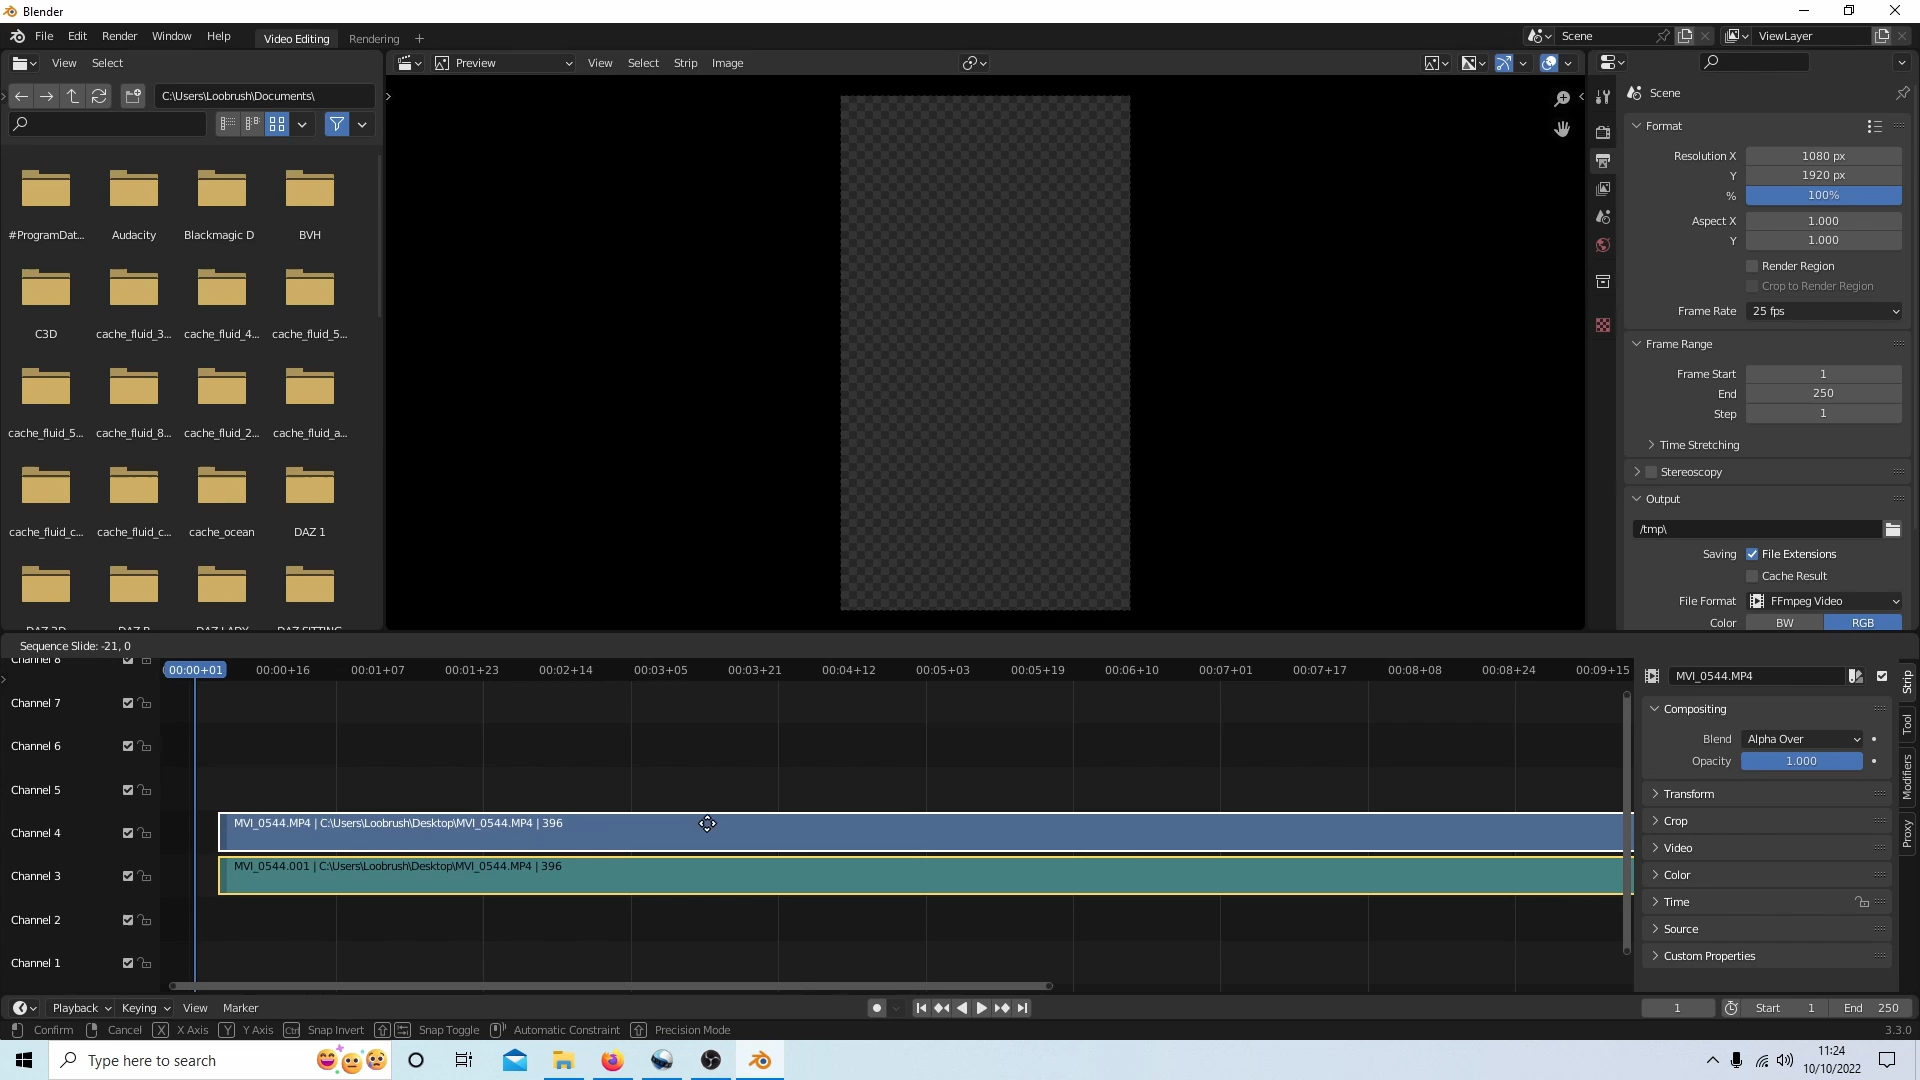 Blender
File Edit Render Window Help
Video Editing Rendering +
Scene
ViewLayer
View Select
Preview View Select Strip Image
C:\Users\Loobrush\Documents\
#ProgramDat... Audacity Blackmagic D BVH
C3D cache_fluid_3... cache_fluid_4... cache_fluid_5...
cache_fluid_5... cache_fluid_8... cache_fluid_2... cache_fluid_a...
cache_fluid_c... cache_fluid_c... cache_ocean DAZ 1
Scene
Format
Resolution X 1080 px
Y 1920 px
% 100%
Aspect X 1.000
Y 1.000
Render Region
Crop to Render Region
Frame Rate 25 fps
Frame Range
Frame Start 1
End 250
Step 1
Time Stretching
Stereoscopy
Output
/tmp\
Saving File Extensions
Cache Result
File Format FFmpeg Video
Color BW RGB
Sequence Slide: -21, 0
00:00+01 00:00+16 00:01+07 00:01+23 00:02+14 00:03+05 00:03+21 00:04+12 00:05+03 00:05+19 00:06+10 00:07+01 00:07+17 00:08+08 00:08+24 00:09+15
Channel 8
Channel 7
Channel 6
Channel 5
Channel 4
Channel 3
Channel 2
Channel 1
MVI_0544.MP4 | C:\Users\Loobrush\Desktop\MVI_0544.MP4 | 396
MVI_0544.001 | C:\Users\Loobrush\Desktop\MVI_0544.MP4 | 396
MVI_0544.MP4
Compositing
Blend Alpha Over
Opacity 1.000
Transform
Crop
Video
Color
Time
Source
Custom Properties
Strip
Tool
Modifiers
Proxy
Playback Keying View Marker
1 Start 1 End 250
Confirm Cancel X X Axis Y Y Axis Ctrl Snap Invert Snap Toggle Automatic Constraint Precision Mode
3.3.0
Type here to search
11:24
10/10/2022